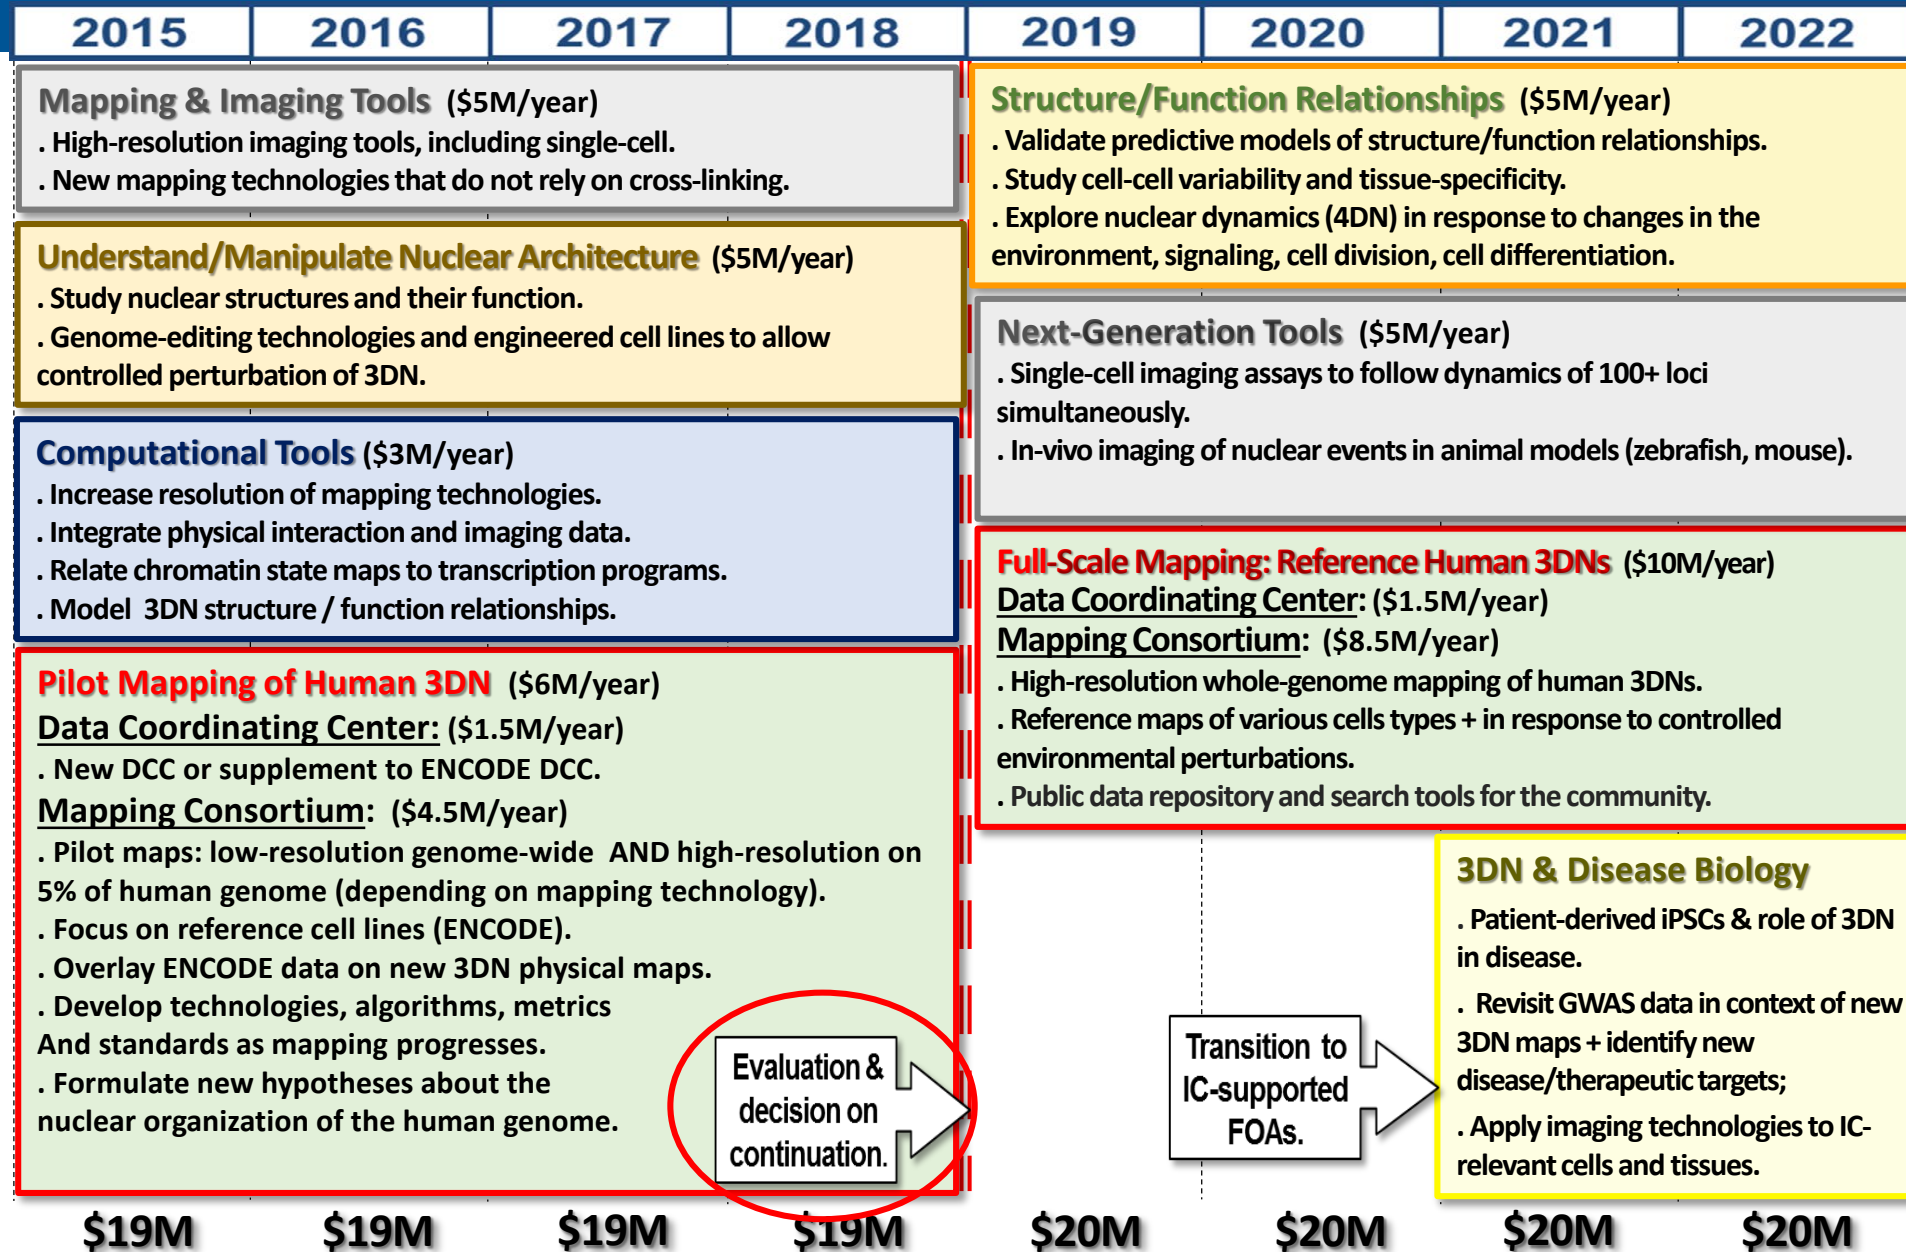 2015 2016 2017 2018 2019 2020 2021 2022
Mapping & Imaging Tools ($5M/year)
. High-resolution imaging tools, including single-cell.
. New mapping technologies that do not rely on cross-linking.
Understand/Manipulate Nuclear Architecture ($5M/year)
. Study nuclear structures and their function.
. Genome-editing technologies and engineered cell lines to allow
controlled perturbation of 3DN.
Computational Tools ($3M/year)
. Increase resolution of mapping technologies.
. Integrate physical interaction and imaging data.
. Relate chromatin state maps to transcription programs.
. Model 3DN structure / function relationships.
Pilot Mapping of Human 3DN ($6M/year)
Data Coordinating Center: ($1.5M/year)
. New DCC or supplement to ENCODE DCC.
Mapping Consortium: ($4.5M/year)
. Pilot maps: low-resolution genome-wide AND high-resolution on
5% of human genome (depending on mapping technology).
. Focus on reference cell lines (ENCODE).
. Overlay ENCODE data on new 3DN physical maps.
. Develop technologies, algorithms, metrics
And standards as mapping progresses.
. Formulate new hypotheses about the
nuclear organization of the human genome.
Evaluation &
decision on
continuation.
Structure/Function Relationships ($5M/year)
. Validate predictive models of structure/function relationships.
. Study cell-cell variability and tissue-specificity.
. Explore nuclear dynamics (4DN) in response to changes in the
environment, signaling, cell division, cell differentiation.
Next-Generation Tools ($5M/year)
. Single-cell imaging assays to follow dynamics of 100+ loci
simultaneously.
. In-vivo imaging of nuclear events in animal models (zebrafish, mouse).
Full-Scale Mapping: Reference Human 3DNs ($10M/year)
Data Coordinating Center: ($1.5M/year)
Mapping Consortium: ($8.5M/year)
. High-resolution whole-genome mapping of human 3DNs.
. Reference maps of various cells types + in response to controlled
environmental perturbations.
. Public data repository and search tools for the community.
Transition to
IC-supported
FOAs.
3DN & Disease Biology
. Patient-derived iPSCs & role of 3DN
in disease.
. Revisit GWAS data in context of new
3DN maps + identify new
disease/therapeutic targets;
. Apply imaging technologies to IC-
relevant cells and tissues.
$19M $19M $19M $19M $20M $20M $20M $20M